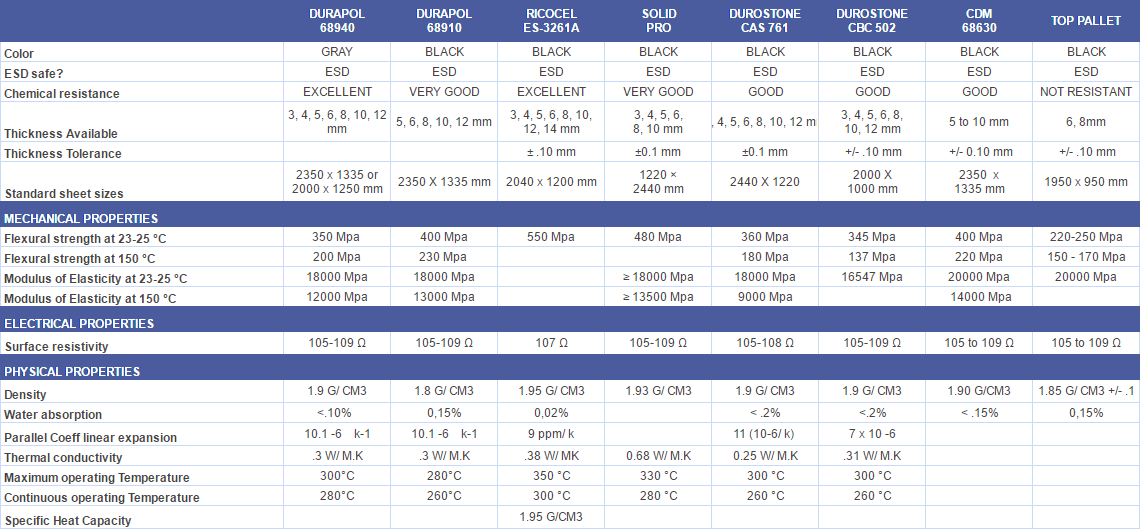 DURAPOL 68940 DURAPOL 68910 RICOCEL ES-3261A SOLID PRO DUROSTONE CAS 761 DUROSTONE CBC 502 CDM 68630 TOP PALLET
Color GRAY BLACK BLACK BLACK BLACK BLACK BLACK BLACK
ESD safe? ESD ESD ESD ESD ESD ESD ESD ESD
Chemical resistance EXCELLENT VERY GOOD EXCELLENT VERY GOOD GOOD GOOD GOOD NOT RESISTANT
Thickness Available 3, 4, 5, 6, 8, 10, 12 mm 5, 6, 8, 10, 12 mm 3, 4, 5, 6, 8, 10, 12, 14 mm 3, 4, 5, 6, 8, 10 mm , 4, 5, 6, 8, 10, 12 m 3, 4, 5, 6, 8, 10, 12 mm 5 to 10 mm 6, 8mm
Thickness Tolerance ± .10 mm ±0.1 mm ±0.1 mm +/- .10 mm +/- 0.10 mm +/- .10 mm
Standard sheet sizes 2350 x 1335 or 2000 x 1250 mm 2350 X 1335 mm 2040 x 1200 mm 1220 × 2440 mm 2440 X 1220 2000 X 1000 mm 2350 x 1335 mm 1950 x 950 mm
MECHANICAL PROPERTIES
Flexural strength at 23-25 °C 350 Mpa 400 Mpa 550 Mpa 480 Mpa 360 Mpa 345 Mpa 400 Mpa 220-250 Mpa
Flexural strength at 150 °C 200 Mpa 230 Mpa 180 Mpa 137 Mpa 220 Mpa 150 - 170 Mpa
Modulus of Elasticity at 23-25 °C 18000 Mpa 18000 Mpa ≥ 18000 Mpa 18000 Mpa 16547 Mpa 20000 Mpa 20000 Mpa
Modulus of Elasticity at 150 °C 12000 Mpa 13000 Mpa ≥ 13500 Mpa 9000 Mpa 14000 Mpa
ELECTRICAL PROPERTIES
Surface resistivity 105-109 Ω 105-109 Ω 107 Ω 105-109 Ω 105-108 Ω 105-109 Ω 105 to 109 Ω 105 to 109 Ω
PHYSICAL PROPERTIES
Density 1.9 G/ CM3 1.8 G/ CM3 1.95 G/ CM3 1.93 G/ CM3 1.9 G/ CM3 1.9 G/ CM3 1.90 G/CM3 1.85 G/ CM3 +/- .1
Water absorption <.10% 0,15% 0,02% < .2% <.2% < .15% 0,15%
Parallel Coeff linear expansion 10.1 -6 k-1 10.1 -6 k-1 9 ppm/ k 11 (10-6/ k) 7 x 10 -6
Thermal conductivity .3 W/ M.K .3 W/ M.K .38 W/ MK 0.68 W/ M.K 0.25 W/ M.K .31 W/ M.K
Maximum operating Temperature 300°C 280°C 350 °C 330 °C 300 °C 300 °C
Continuous operating Temperature 280°C 260°C 300 °C 280 °C 260 °C 260 °C
Specific Heat Capacity 1.95 G/CM3